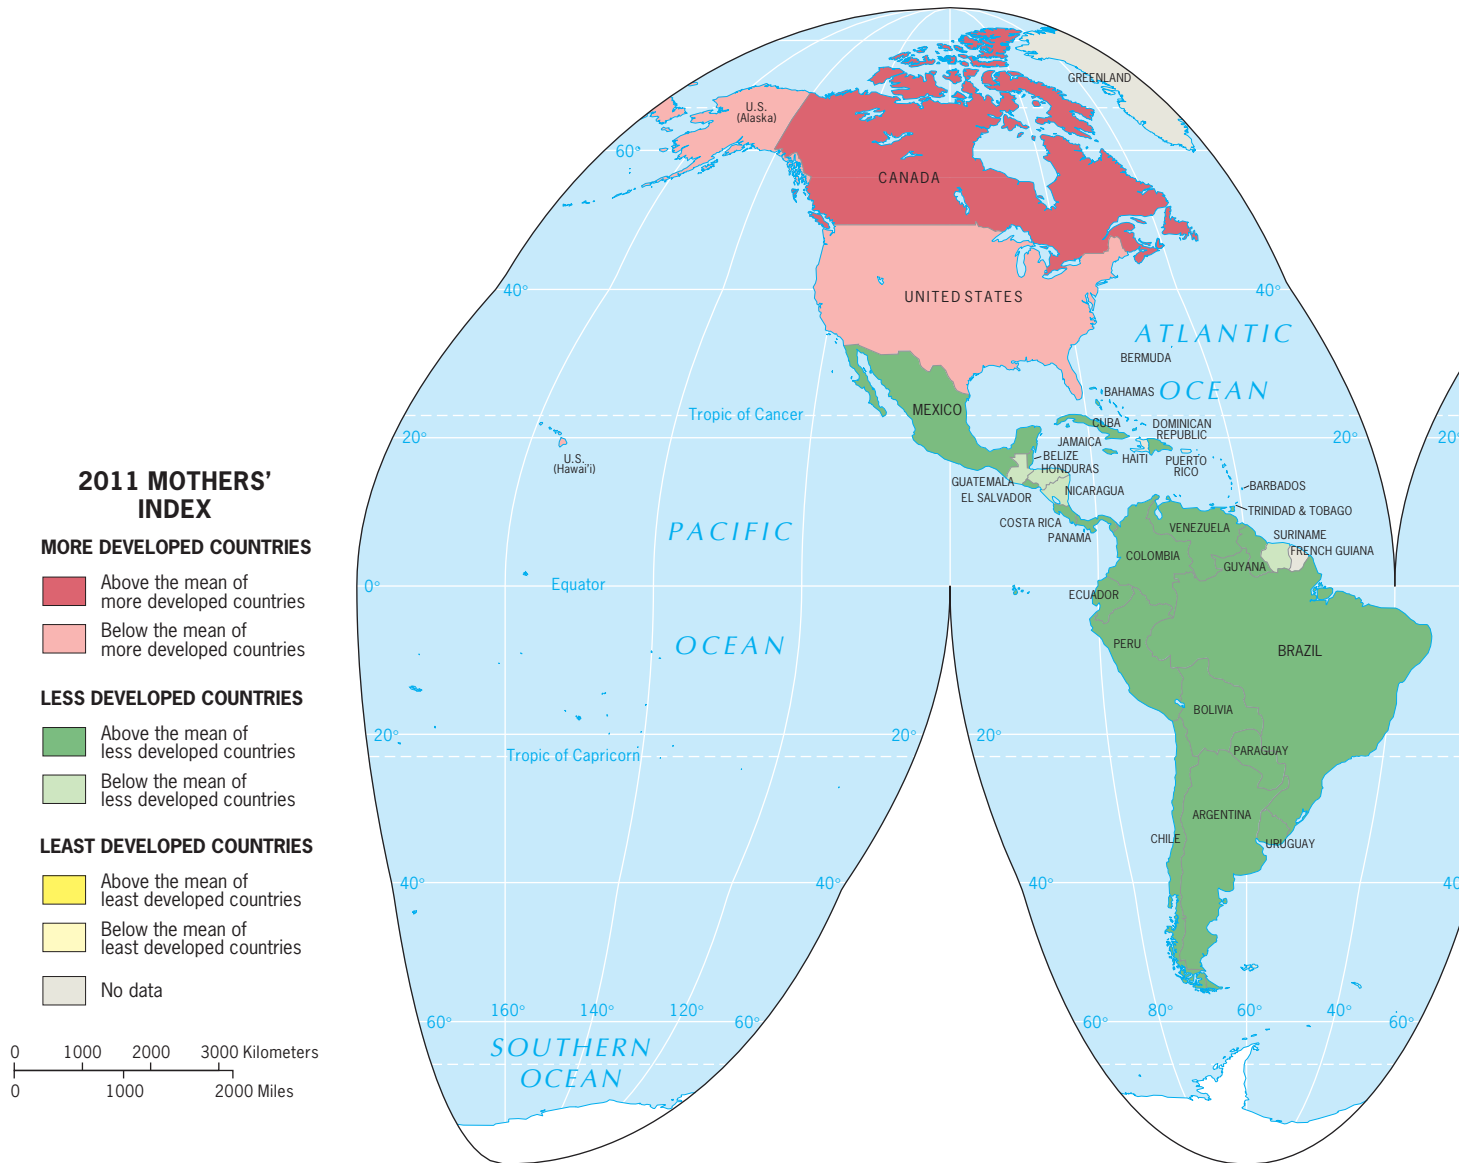 2011 MOTHERS'
INDEX
MORE DEVELOPED COUNTRIES
Above the mean of
more developed countries
Below the mean of
more developed countries
LESS DEVELOPED COUNTRIES
Above the mean of
less developed countries
Below the mean of
less developed countries
LEAST DEVELOPED COUNTRIES
Above the mean of
least developed countries
Below the mean of
least developed countries
No data
0 1000 2000 3000 Kilometers
0 1000 2000 Miles
GREENLAND
U.S.
(Alaska)
60°
CANADA
40°
UNITED STATES
40°
ATLANTIC
OCEAN
BERMUDA
BAHAMAS
Tropic of Cancer
MEXICO
CUBA
DOMINICAN
REPUBLIC
20°
20°
20°
U.S.
(Hawai'i)
JAMAICA
HAITI
PUERTO
RICO
BELIZE
HONDURAS
GUATEMALA
EL SALVADOR
NICARAGUA
BARBADOS
TRINIDAD & TOBAGO
COSTA RICA
PANAMA
VENEZUELA
SURINAME
FRENCH GUIANA
COLOMBIA
GUYANA
PACIFIC
OCEAN
0°
Equator
ECUADOR
PERU
BRAZIL
BOLIVIA
20°
20°
20°
Tropic of Capricorn
PARAGUAY
ARGENTINA
CHILE
URUGUAY
40°
40°
40°
40
60°
160°
140°
120°
60°
60°
80°
60°
40°
60°
SOUTHERN
OCEAN